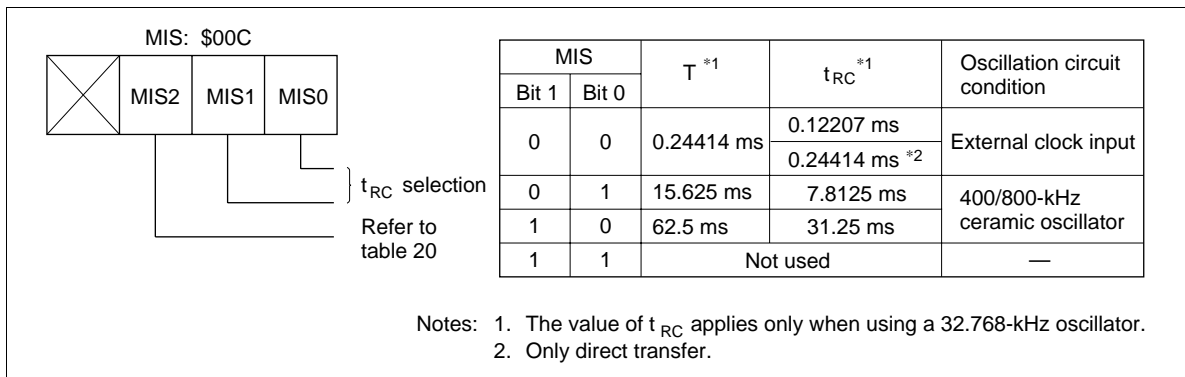 MIS: $00C
MIS2 MIS1 MIS0
t RC selection
Refer to
table 20
MIS T *1 t RC *1 Oscillation circuit condition
Bit 1 Bit 0
0 0 0.24414 ms 0.12207 ms External clock input
0.24414 ms *2
0 1 15.625 ms 7.8125 ms 400/800-kHz
1 0 62.5 ms 31.25 ms ceramic oscillator
1 1 Not used —
Notes: 1. The value of t RC applies only when using a 32.768-kHz oscillator.
2. Only direct transfer.